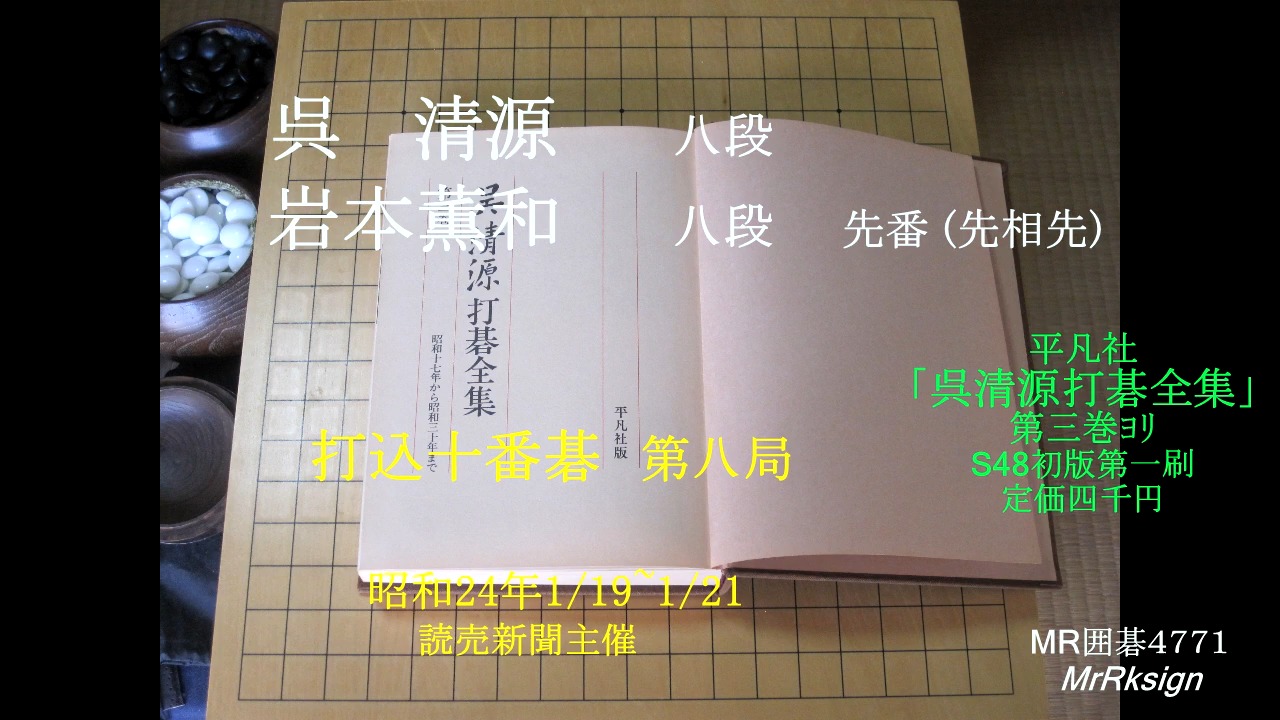 呉　清源　八段
岩本薫和　八段　先番 (先相先)
呉清源打碁全集
昭和十七年から昭和三十年まで
平凡社版
平凡社
「呉清源打碁全集」
第三巻ﾖﾘ
S48初版第一刷
定価四千円
打込十番碁　第八局
昭和24年1/19~1/21
読売新聞主催
MR囲碁4771
MrRksign